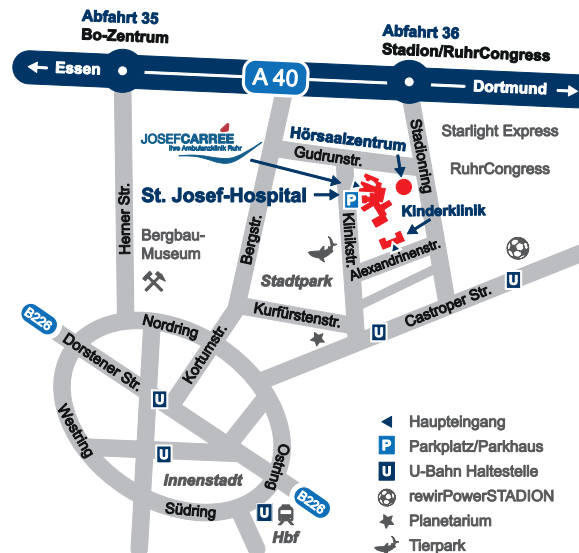 Abfahrt 35
Bo-Zentrum
Abfahrt 36
Stadion/RuhrCongress
Essen
A 40
Dortmund
JOSEFCARRÉE
Ihre Ambulanzklinik Ruhr
Hörsaalzentrum
Gudrunstr.
Stadionring
Starlight Express
RuhrCongress
St. Josef-Hospital
P
Kinderklinik
Herner Str.
Bergstr.
Klinikstr.
Bergbau-
Museum
Stadtpark
Alexandrinenstr.
U
Castroper Str.
Kurfürstenstr.
U
B226
Nordring
Dorstener Str.
Kortumstr.
U
Westring
U
Innenstadt
Ostring
B226
Südring
U
Hbf
Haupteingang
P Parkplatz/Parkhaus
U U-Bahn Haltestelle
rewirPowerSTADION
Planetarium
Tierpark